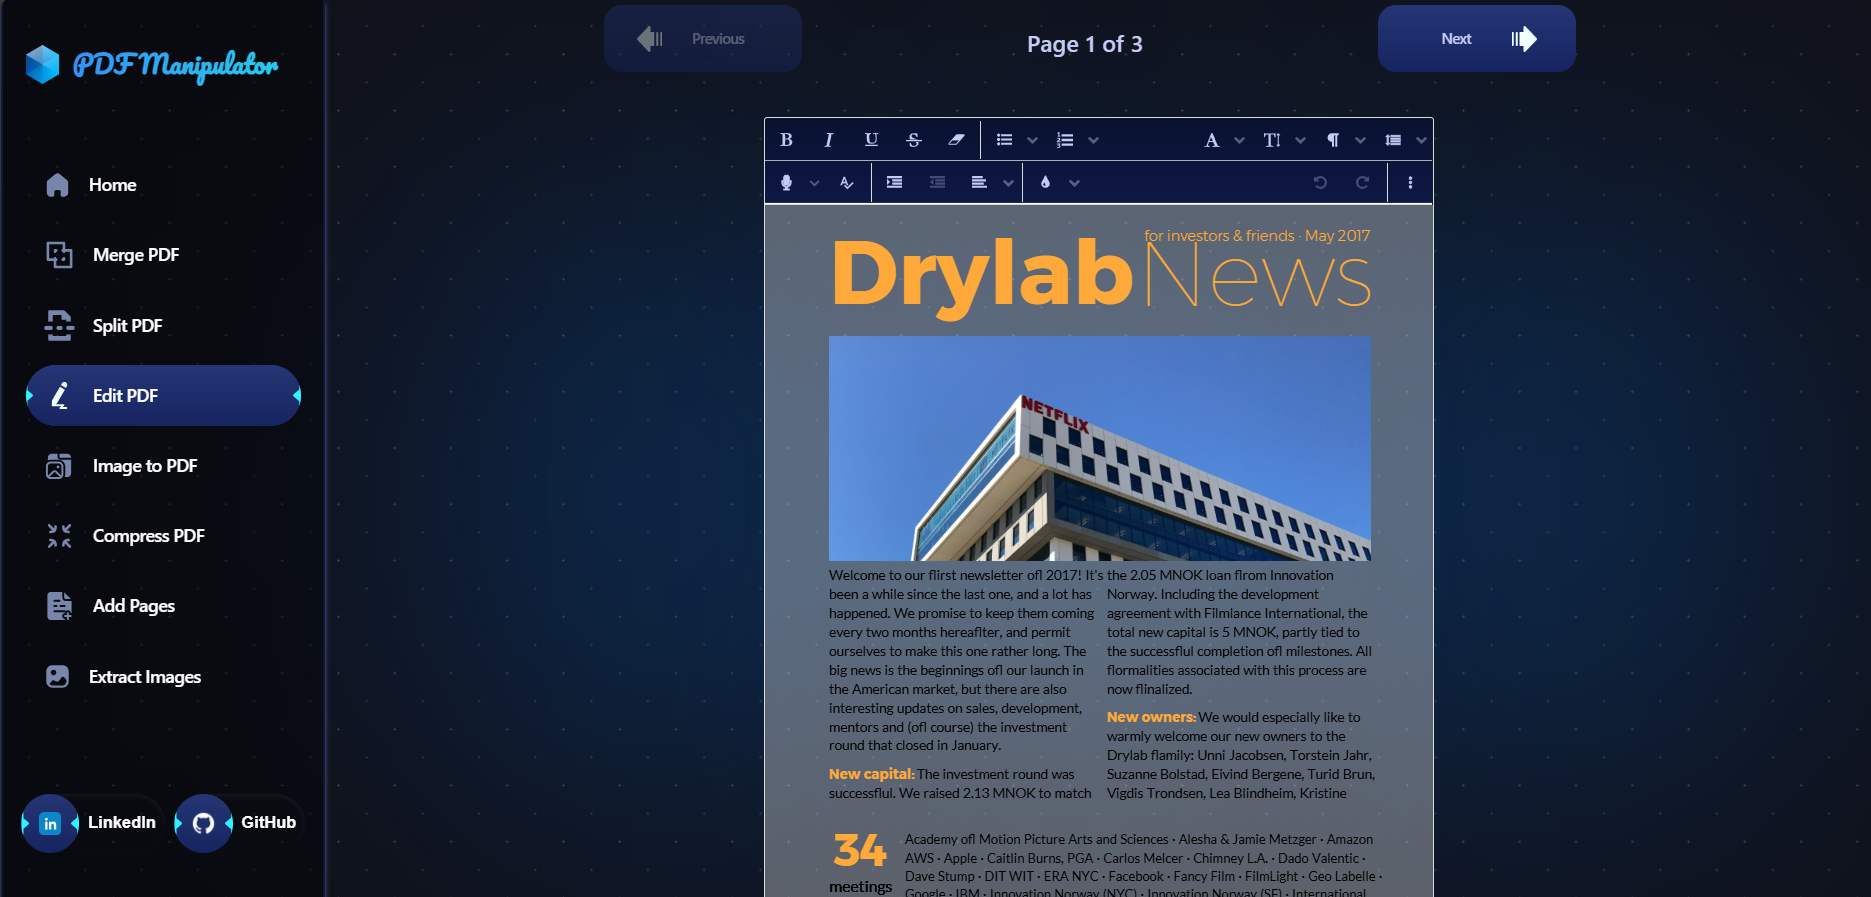 PDF Manipulator
Home
Merge PDF
Split PDF
Edit PDF
Image to PDF
Compress PDF
Add Pages
Extract Images
LinkedIn
GitHub
Previous
Page 1 of 3
Next
for investors & friends · May 2017
Drylab News
NETFLIX
Welcome to our flirst newsletter ofl 2017! It's
been a while since the last one, and a lot has
happened. We promise to keep them coming
every two months hereaflter, and permit
ourselves to make this one rather long. The
big news is the beginnings ofl our launch in
the American market, but there are also
interesting updates on sales, development,
mentors and (ofl course) the investment
round that closed in January.
New capital: The investment round was
successflul. We raised 2.13 MNOK to match
the 2.05 MNOK loan flrom Innovation
Norway. Including the development
agreement with Filmlance International, the
total new capital is 5 MNOK, partly tied to
the successflul completion ofl milestones. All
flormalities associated with this process are
now flinalized.
New owners: We would especially like to
warmly welcome our new owners to the
Drylab flamily: Unni Jacobsen, Torstein Jahr,
Suzanne Bolstad, Eivind Bergene, Turid Brun,
Vigdis Trondsen, Lea Blindheim, Kristine
34
meetings
Academy ofl Motion Picture Arts and Sciences · Alesha & Jamie Metzger · Amazon
AWS · Apple · Caitlin Burns, PGA · Carlos Melcer · Chimney L.A. · Dado Valentic ·
Dave Stump · DIT WIT · ERA NYC · Facebook · Fancy Film · FilmLight · Geo Labelle ·
Google · IBM · Innovation Norway (NYC) · Innovation Norway (SF) · International